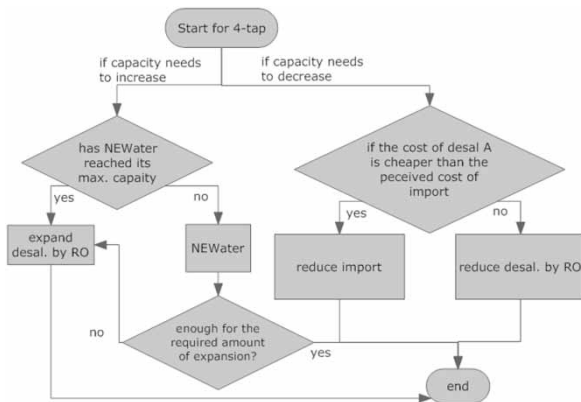 Start for 4-tap
if capacity needs
to increase
if capacity needs
to decrease
has NEWater
reached its
max. capaity
if the cost of desal A
is cheaper than the
peceived cost of
import
yes
no
yes
no
expand
desal. by RO
NEWater
reduce import
reduce desal. by RO
enough for the
required amount
of expansion?
no
yes
end